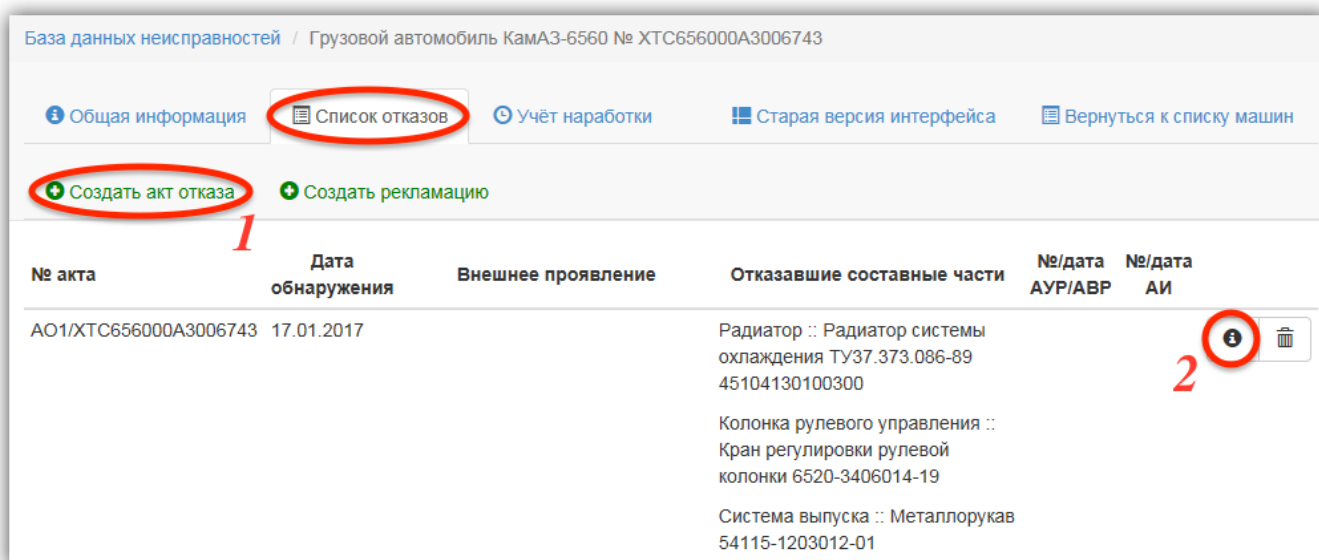 База данных неисправностей / Грузовой автомобиль КамАЗ-6560 № XTC656000A3006743
Общая информация Список отказов Учёт наработки Старая версия интерфейса Вернуться к списку машин
Создать акт отказа Создать рекламацию
1
№ акта Дата обнаружения Внешнее проявление Отказавшие составные части №/дата АУР/АВР №/дата АИ
АО1/XTC656000A3006743 17.01.2017 Радиатор :: Радиатор системы
охлаждения ТУ37.373.086-89
45104130100300
2
Колонка рулевого управления ::
Кран регулировки рулевой
колонки 6520-3406014-19
Система выпуска :: Металлорукав
54115-1203012-01